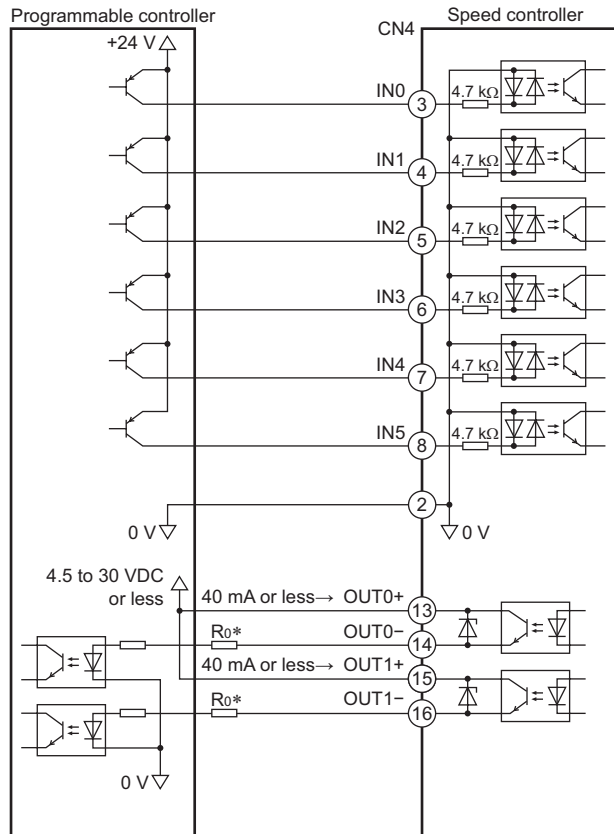 Programmable controller
Speed controller
CN4
+24 V
IN0
3
4.7 kΩ
IN1
4
4.7 kΩ
IN2
5
4.7 kΩ
IN3
6
4.7 kΩ
IN4
7
4.7 kΩ
IN5
8
4.7 kΩ
2
0 V
0 V
4.5 to 30 VDC
or less
40 mA or less→ OUT0+
13
R0*
OUT0−
14
40 mA or less→ OUT1+
15
R0*
OUT1−
16
0 V